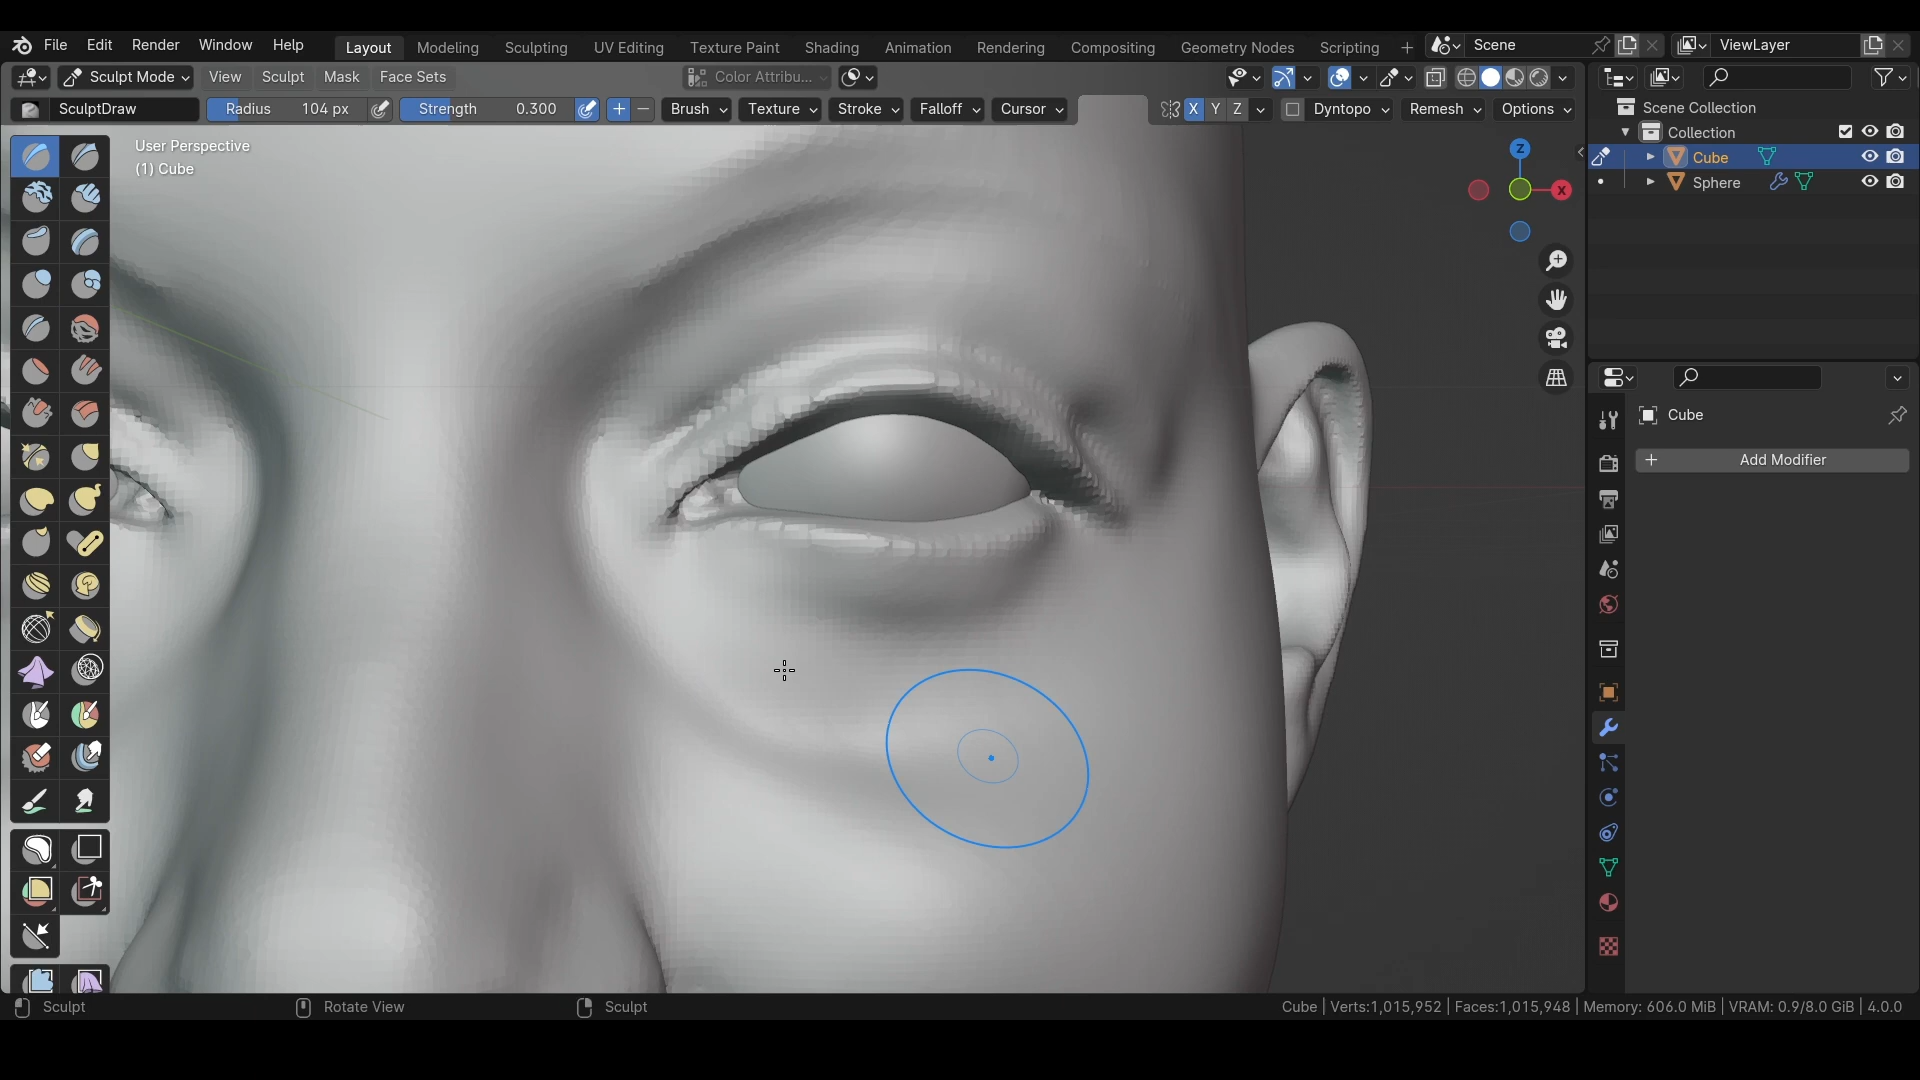 File Edit Render Window Help Layout Modeling Sculpting UV Editing Texture Paint Shading Animation Rendering Compositing Geometry Nodes Scripting + Scene ViewLayer
Sculpt Mode View Sculpt Mask Face Sets Color Attribu...
SculptDraw Radius 104 px Strength 0.300 + − Brush Texture Stroke Falloff Cursor X Y Z Dyntopo Remesh Options
Scene Collection
Collection
Cube
Sphere
User Perspective
(1) Cube
Z
X
Cube
+ Add Modifier
Sculpt Rotate View Sculpt Cube | Verts:1,015,952 | Faces:1,015,948 | Memory: 606.0 MiB | VRAM: 0.9/8.0 GiB | 4.0.0